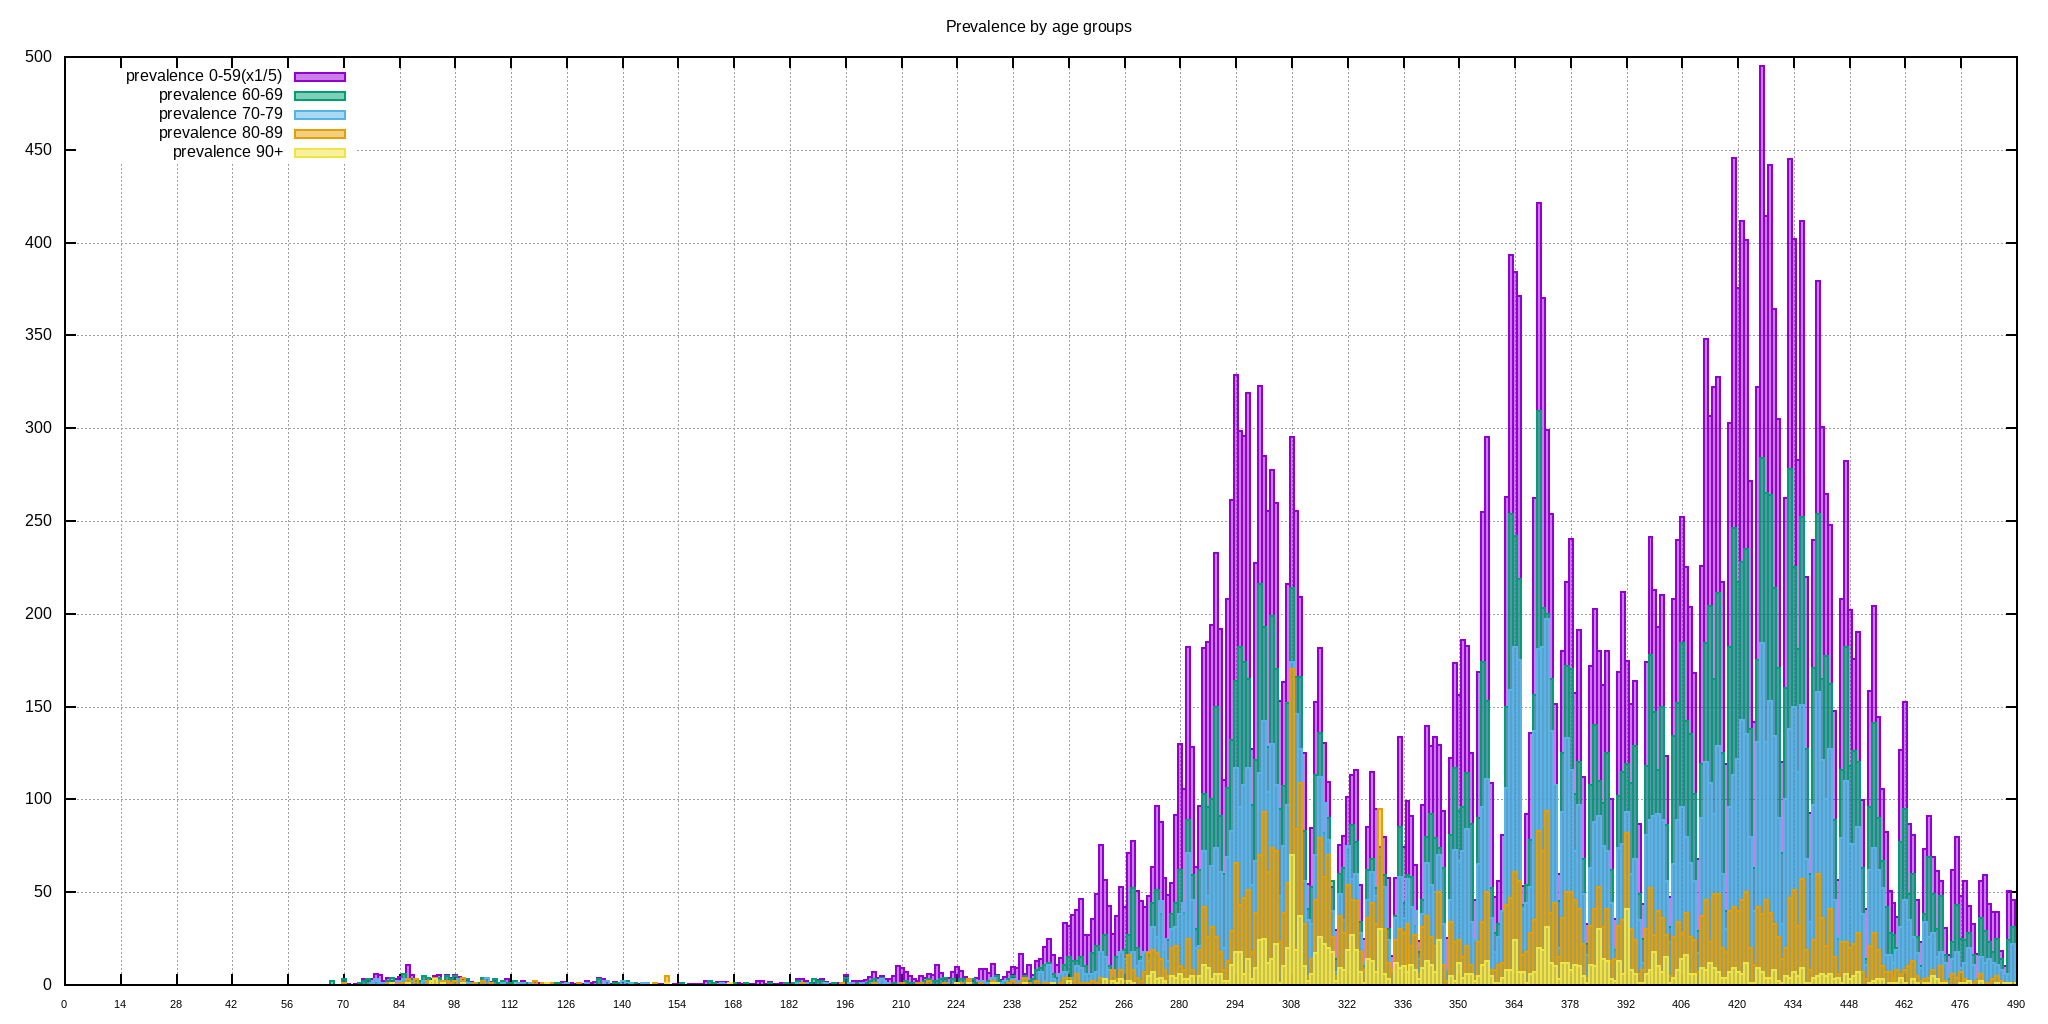 Prevalence by age groups
500
450
400
350
300
250
200
150
100
50
0
prevalence 0-59(x1/5)
prevalence 60-69
prevalence 70-79
prevalence 80-89
prevalence 90+
0 14 28 42 56 70 84 98 112 126 140 154 168 182 196 210 224 238 252 266 280 294 308 322 336 350 364 378 392 406 420 434 448 462 476 490